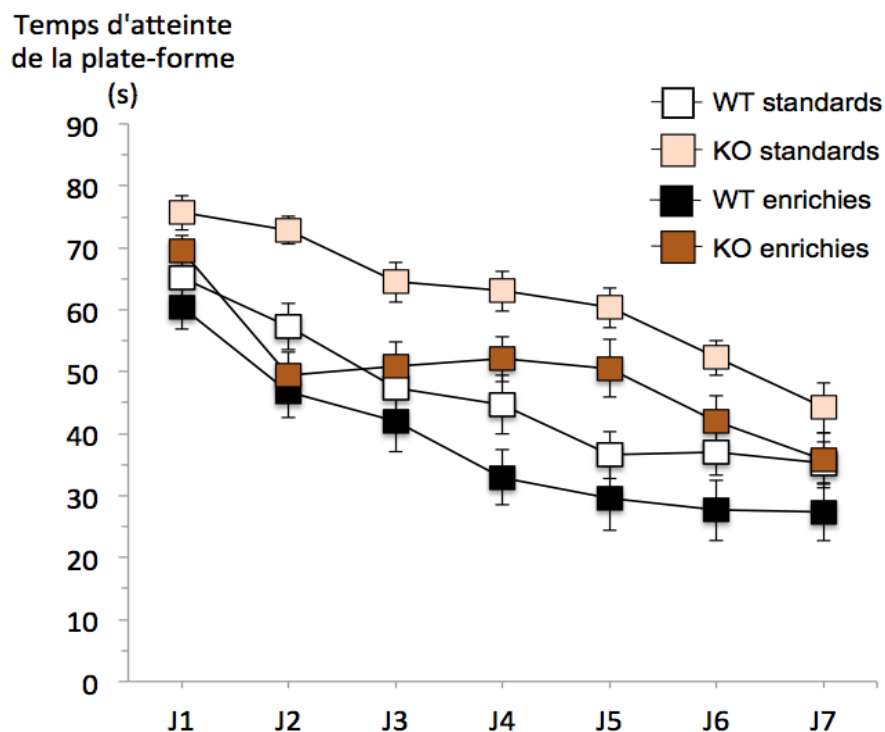 Temps d'atteinte
de la plate-forme
(s)
WT standards
KO standards
WT enrichies
KO enrichies
90
80
70
60
50
40
30
20
10
0
J1 J2 J3 J4 J5 J6 J7